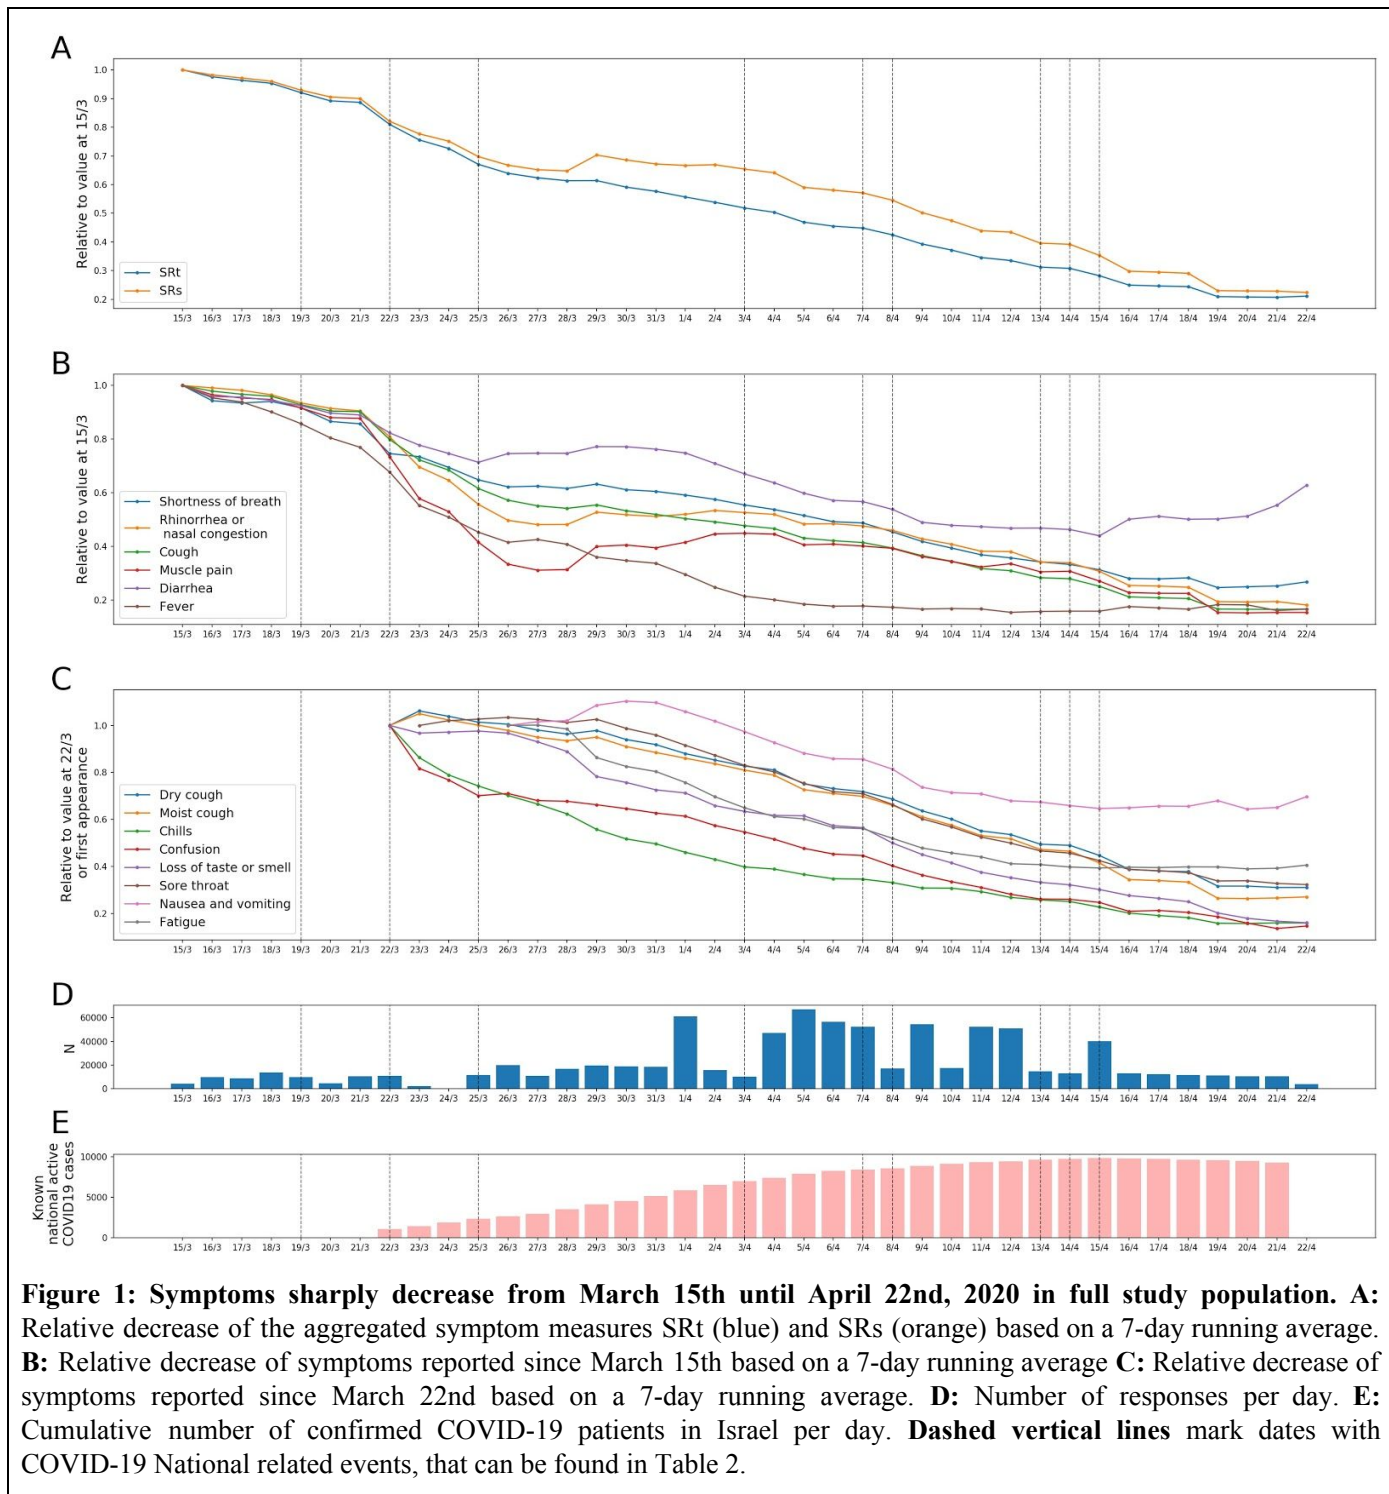 A
Relative to value at 15/3
1.0
0.9
0.8
0.7
0.6
0.5
0.4
0.3
0.2
SRt
SRs
15/3 16/3 17/3 18/3 19/3 20/3 21/3 22/3 23/3 24/3 25/3 26/3 27/3 28/3 29/3 30/3 31/3 1/4 2/4 3/4 4/4 5/4 6/4 7/4 8/4 9/4 10/4 11/4 12/4 13/4 14/4 15/4 16/4 17/4 18/4 19/4 20/4 21/4 22/4
B
Relative to value at 15/3
1.0
0.8
0.6
0.4
0.2
Shortness of breath
Rhinorrhea or
nasal congestion
Cough
Muscle pain
Diarrhea
Fever
15/3 16/3 17/3 18/3 19/3 20/3 21/3 22/3 23/3 24/3 25/3 26/3 27/3 28/3 29/3 30/3 31/3 1/4 2/4 3/4 4/4 5/4 6/4 7/4 8/4 9/4 10/4 11/4 12/4 13/4 14/4 15/4 16/4 17/4 18/4 19/4 20/4 21/4 22/4
C
Relative to value at 22/3
or first appearance
1.0
0.8
0.6
0.4
0.2
Dry cough
Moist cough
Chills
Confusion
Loss of taste or smell
Sore throat
Nausea and vomiting
Fatigue
15/3 16/3 17/3 18/3 19/3 20/3 21/3 22/3 23/3 24/3 25/3 26/3 27/3 28/3 29/3 30/3 31/3 1/4 2/4 3/4 4/4 5/4 6/4 7/4 8/4 9/4 10/4 11/4 12/4 13/4 14/4 15/4 16/4 17/4 18/4 19/4 20/4 21/4 22/4
D
N
60000
40000
20000
0
15/3 16/3 17/3 18/3 19/3 20/3 21/3 22/3 23/3 24/3 25/3 26/3 27/3 28/3 29/3 30/3 31/3 1/4 2/4 3/4 4/4 5/4 6/4 7/4 8/4 9/4 10/4 11/4 12/4 13/4 14/4 15/4 16/4 17/4 18/4 19/4 20/4 21/4 22/4
E
Known
national active
COVID19 cases
10000
5000
0
15/3 16/3 17/3 18/3 19/3 20/3 21/3 22/3 23/3 24/3 25/3 26/3 27/3 28/3 29/3 30/3 31/3 1/4 2/4 3/4 4/4 5/4 6/4 7/4 8/4 9/4 10/4 11/4 12/4 13/4 14/4 15/4 16/4 17/4 18/4 19/4 20/4 21/4 22/4
Figure 1: Symptoms sharply decrease from March 15th until April 22nd, 2020 in full study population. A:
Relative decrease of the aggregated symptom measures SRt (blue) and SRs (orange) based on a 7-day running average.
B: Relative decrease of symptoms reported since March 15th based on a 7-day running average C: Relative decrease of
symptoms reported since March 22nd based on a 7-day running average. D: Number of responses per day. E:
Cumulative number of confirmed COVID-19 patients in Israel per day. Dashed vertical lines mark dates with
COVID-19 National related events, that can be found in Table 2.